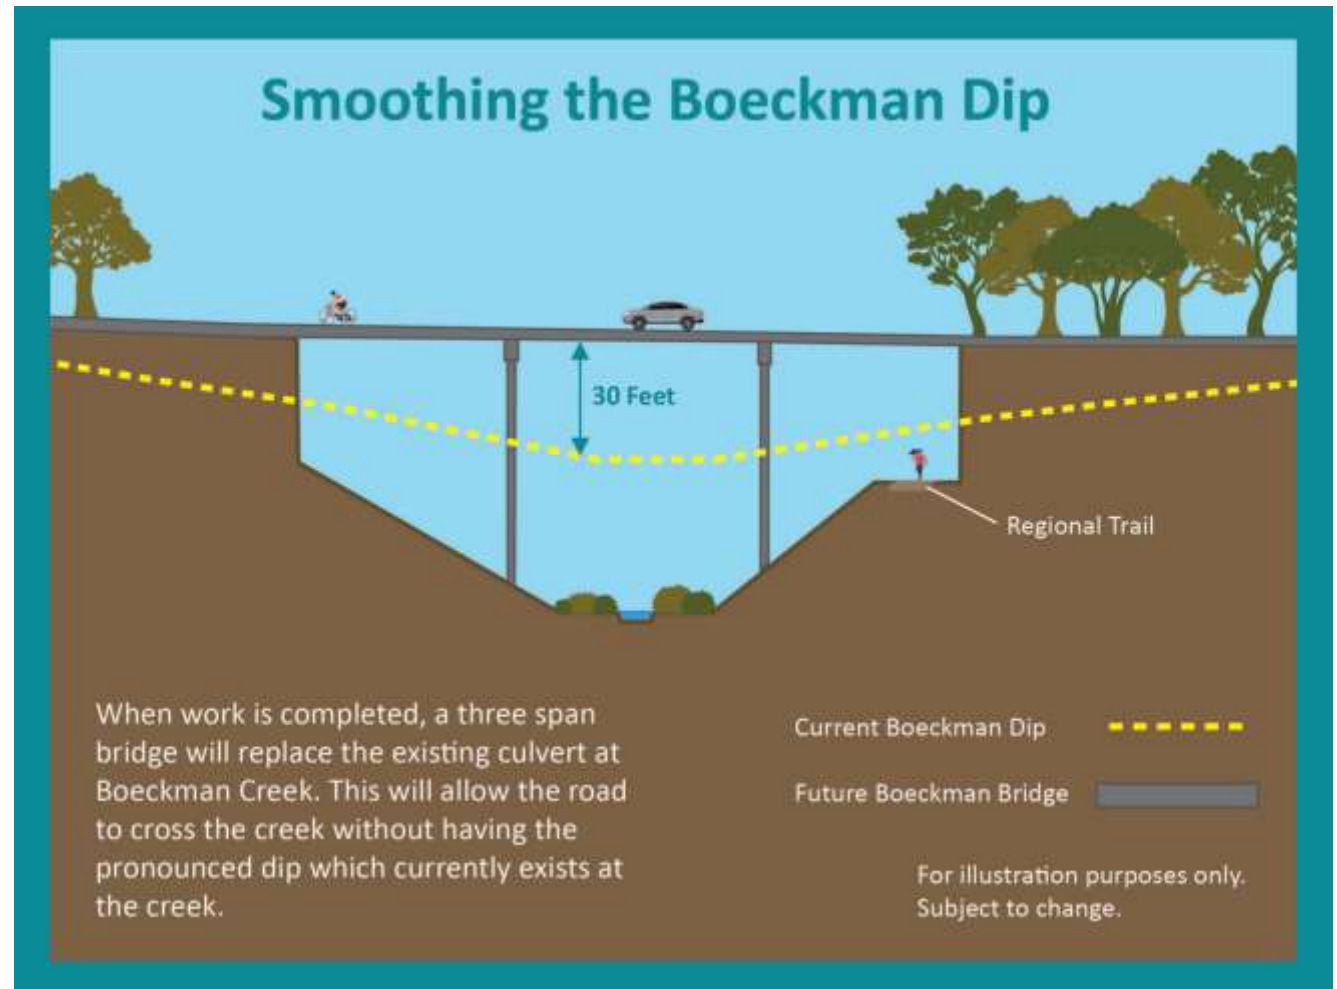 Smoothing the Boeckman Dip
30 Feet
Regional Trail
When work is completed, a three span
bridge will replace the existing culvert at
Boeckman Creek. This will allow the road
to cross the creek without having the
pronounced dip which currently exists at
the creek.
Current Boeckman Dip
Future Boeckman Bridge
For illustration purposes only.
Subject to change.